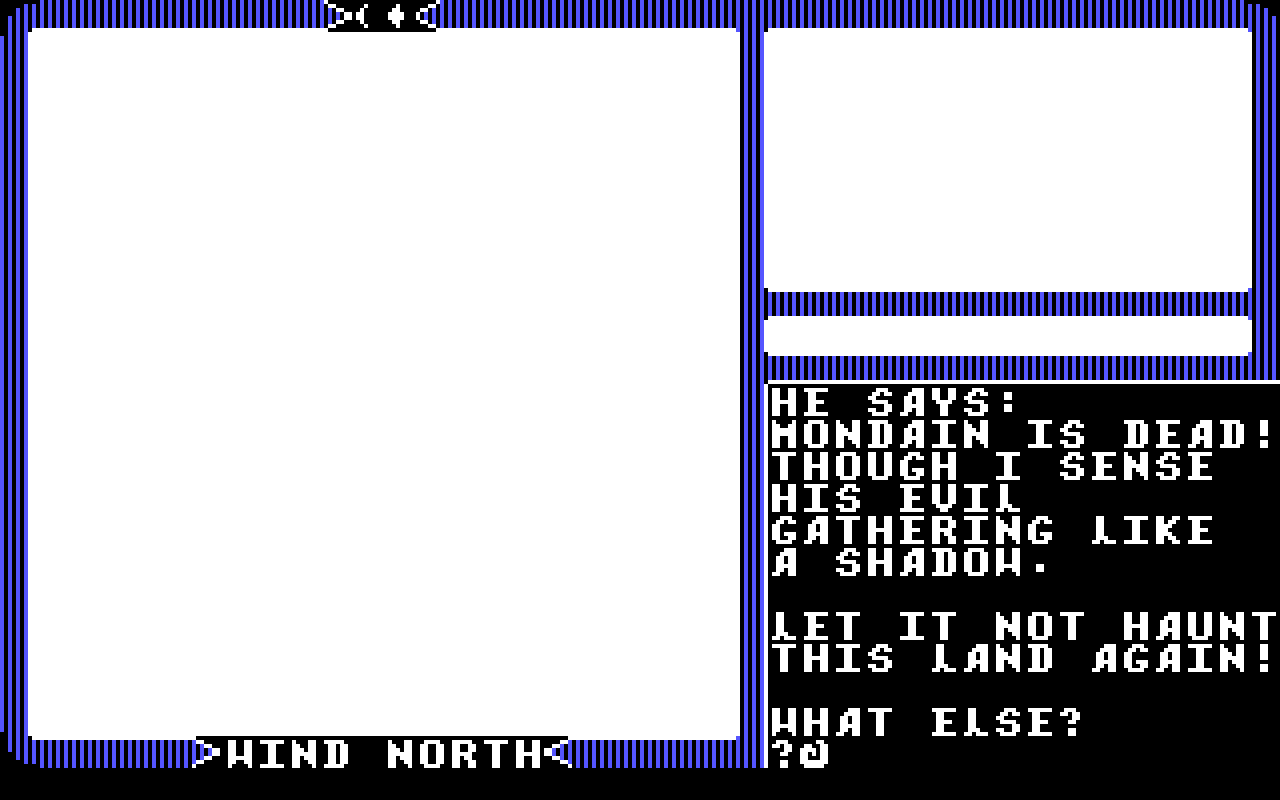 HE SAYS:
MONDAIN IS DEAD!
THOUGH I SENSE
HIS EVIL
GATHERING LIKE
A SHADOW.
LET IT NOT HAUNT
THIS LAND AGAIN!
WHAT ELSE?
?
WIND NORTH